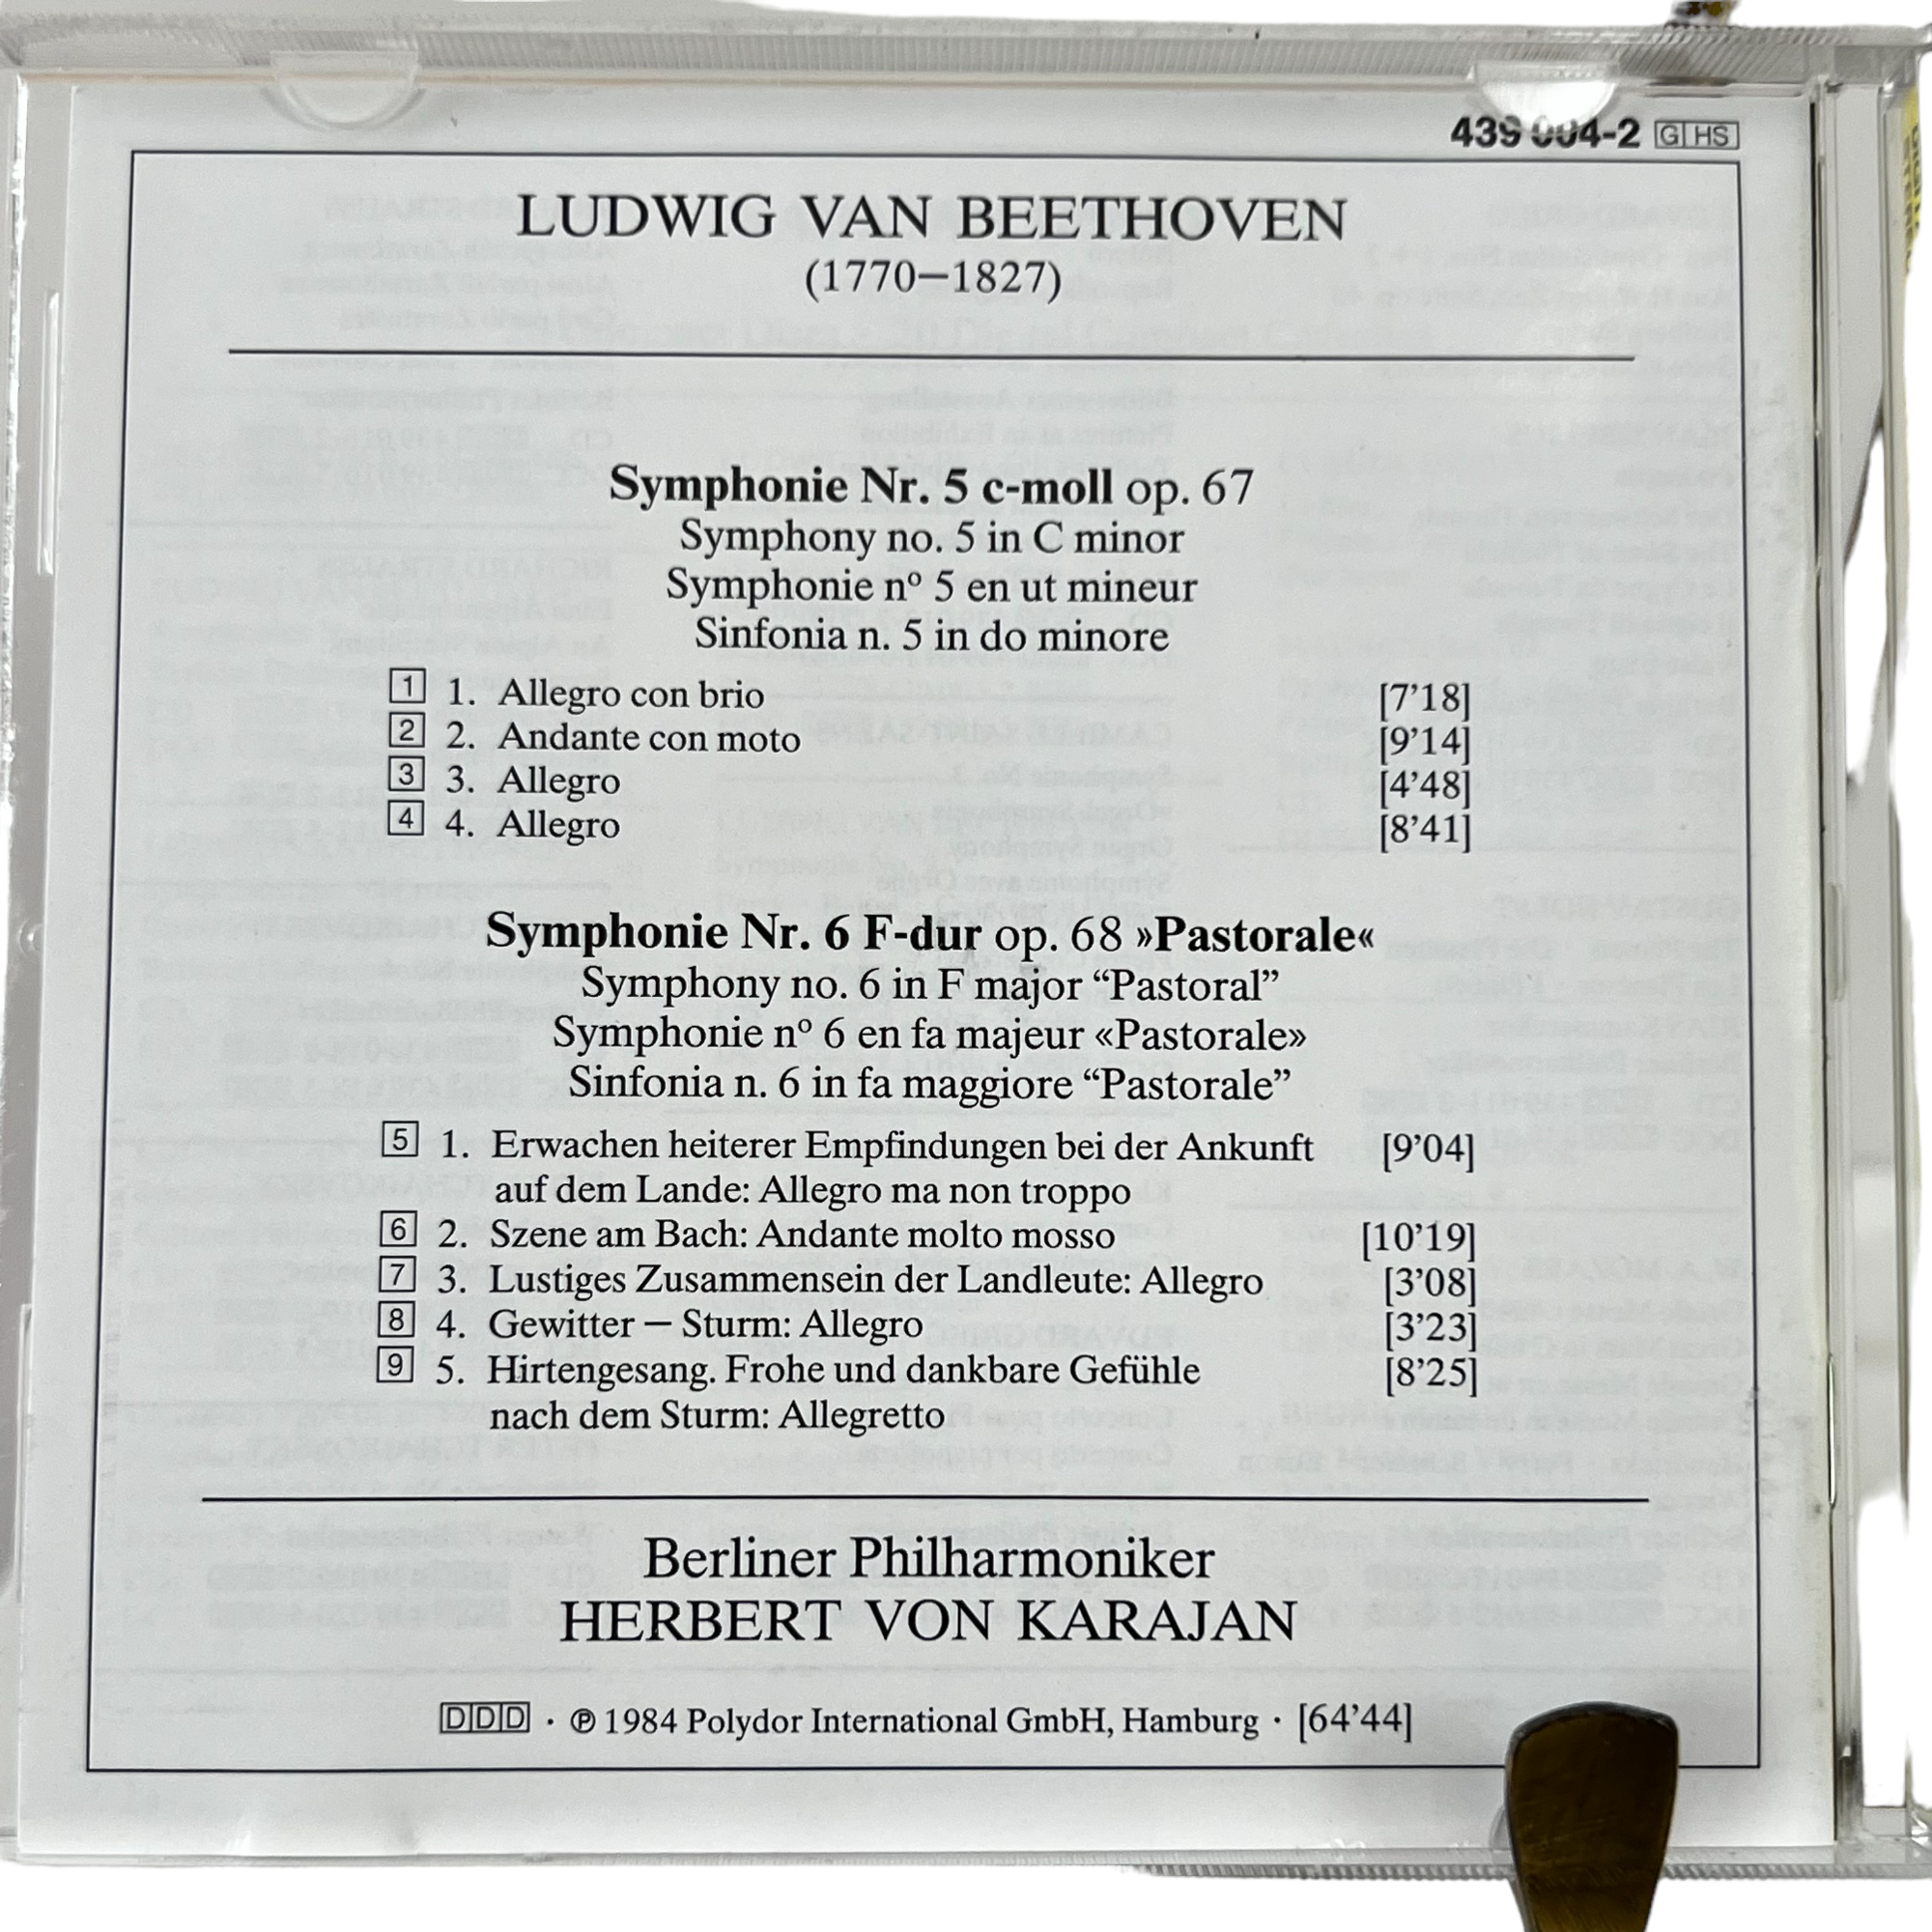 439 004-2 GHS
LUDWIG VAN BEETHOVEN
(1770–1827)
Symphonie Nr. 5 c-moll op. 67
Symphony no. 5 in C minor
Symphonie nº 5 en ut mineur
Sinfonia n. 5 in do minore
1 1. Allegro con brio [7’18]
2 2. Andante con moto [9’14]
3 3. Allegro [4’48]
4 4. Allegro [8’41]
Symphonie Nr. 6 F-dur op. 68 »Pastorale«
Symphony no. 6 in F major “Pastoral”
Symphonie nº 6 en fa majeur «Pastorale»
Sinfonia n. 6 in fa maggiore “Pastorale”
5 1. Erwachen heiterer Empfindungen bei der Ankunft [9’04]
auf dem Lande: Allegro ma non troppo
6 2. Szene am Bach: Andante molto mosso [10’19]
7 3. Lustiges Zusammensein der Landleute: Allegro [3’08]
8 4. Gewitter – Sturm: Allegro [3’23]
9 5. Hirtengesang. Frohe und dankbare Gefühle [8’25]
nach dem Sturm: Allegretto
Berliner Philharmoniker
HERBERT VON KARAJAN
DDD · ℗ 1984 Polydor International GmbH, Hamburg · [64’44]